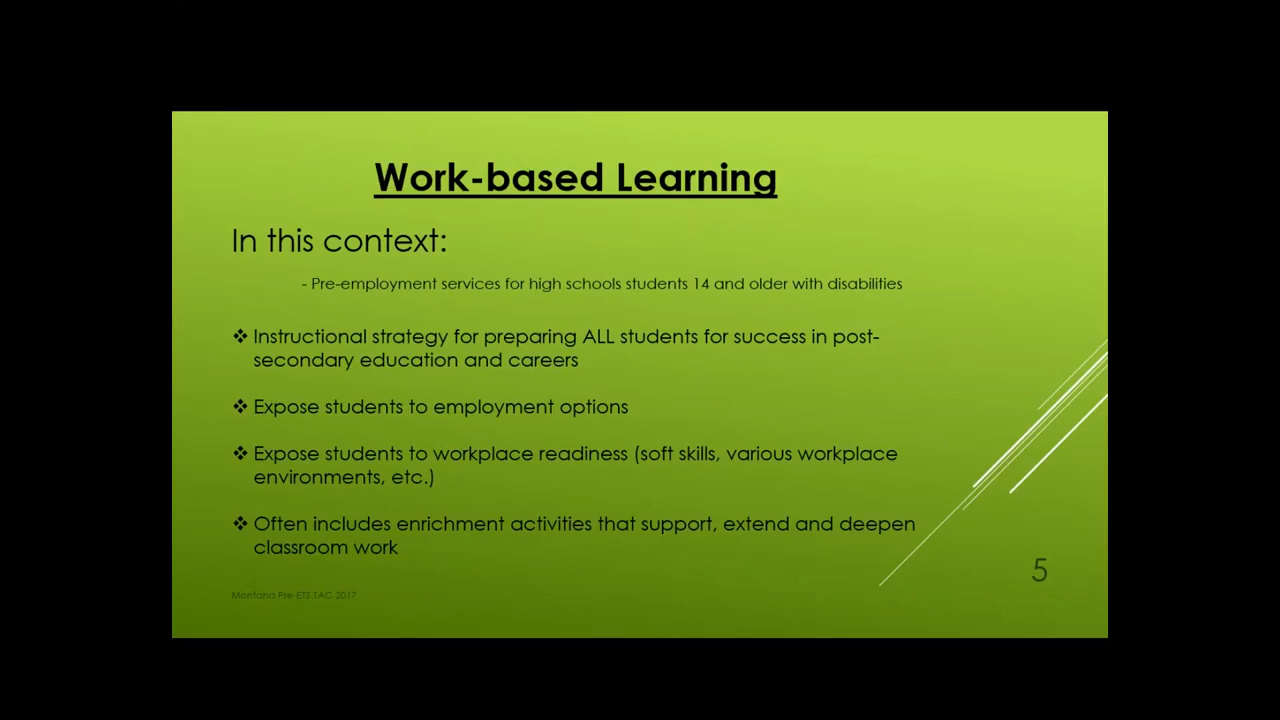 Work-based Learning
In this context:
- Pre-employment services for high schools students 14 and older with disabilities
❖ Instructional strategy for preparing ALL students for success in post-
secondary education and careers
❖ Expose students to employment options
❖ Expose students to workplace readiness (soft skills, various workplace
environments, etc.)
❖ Often includes enrichment activities that support, extend and deepen
classroom work
5
Montana Pre-ETS TAC 2017